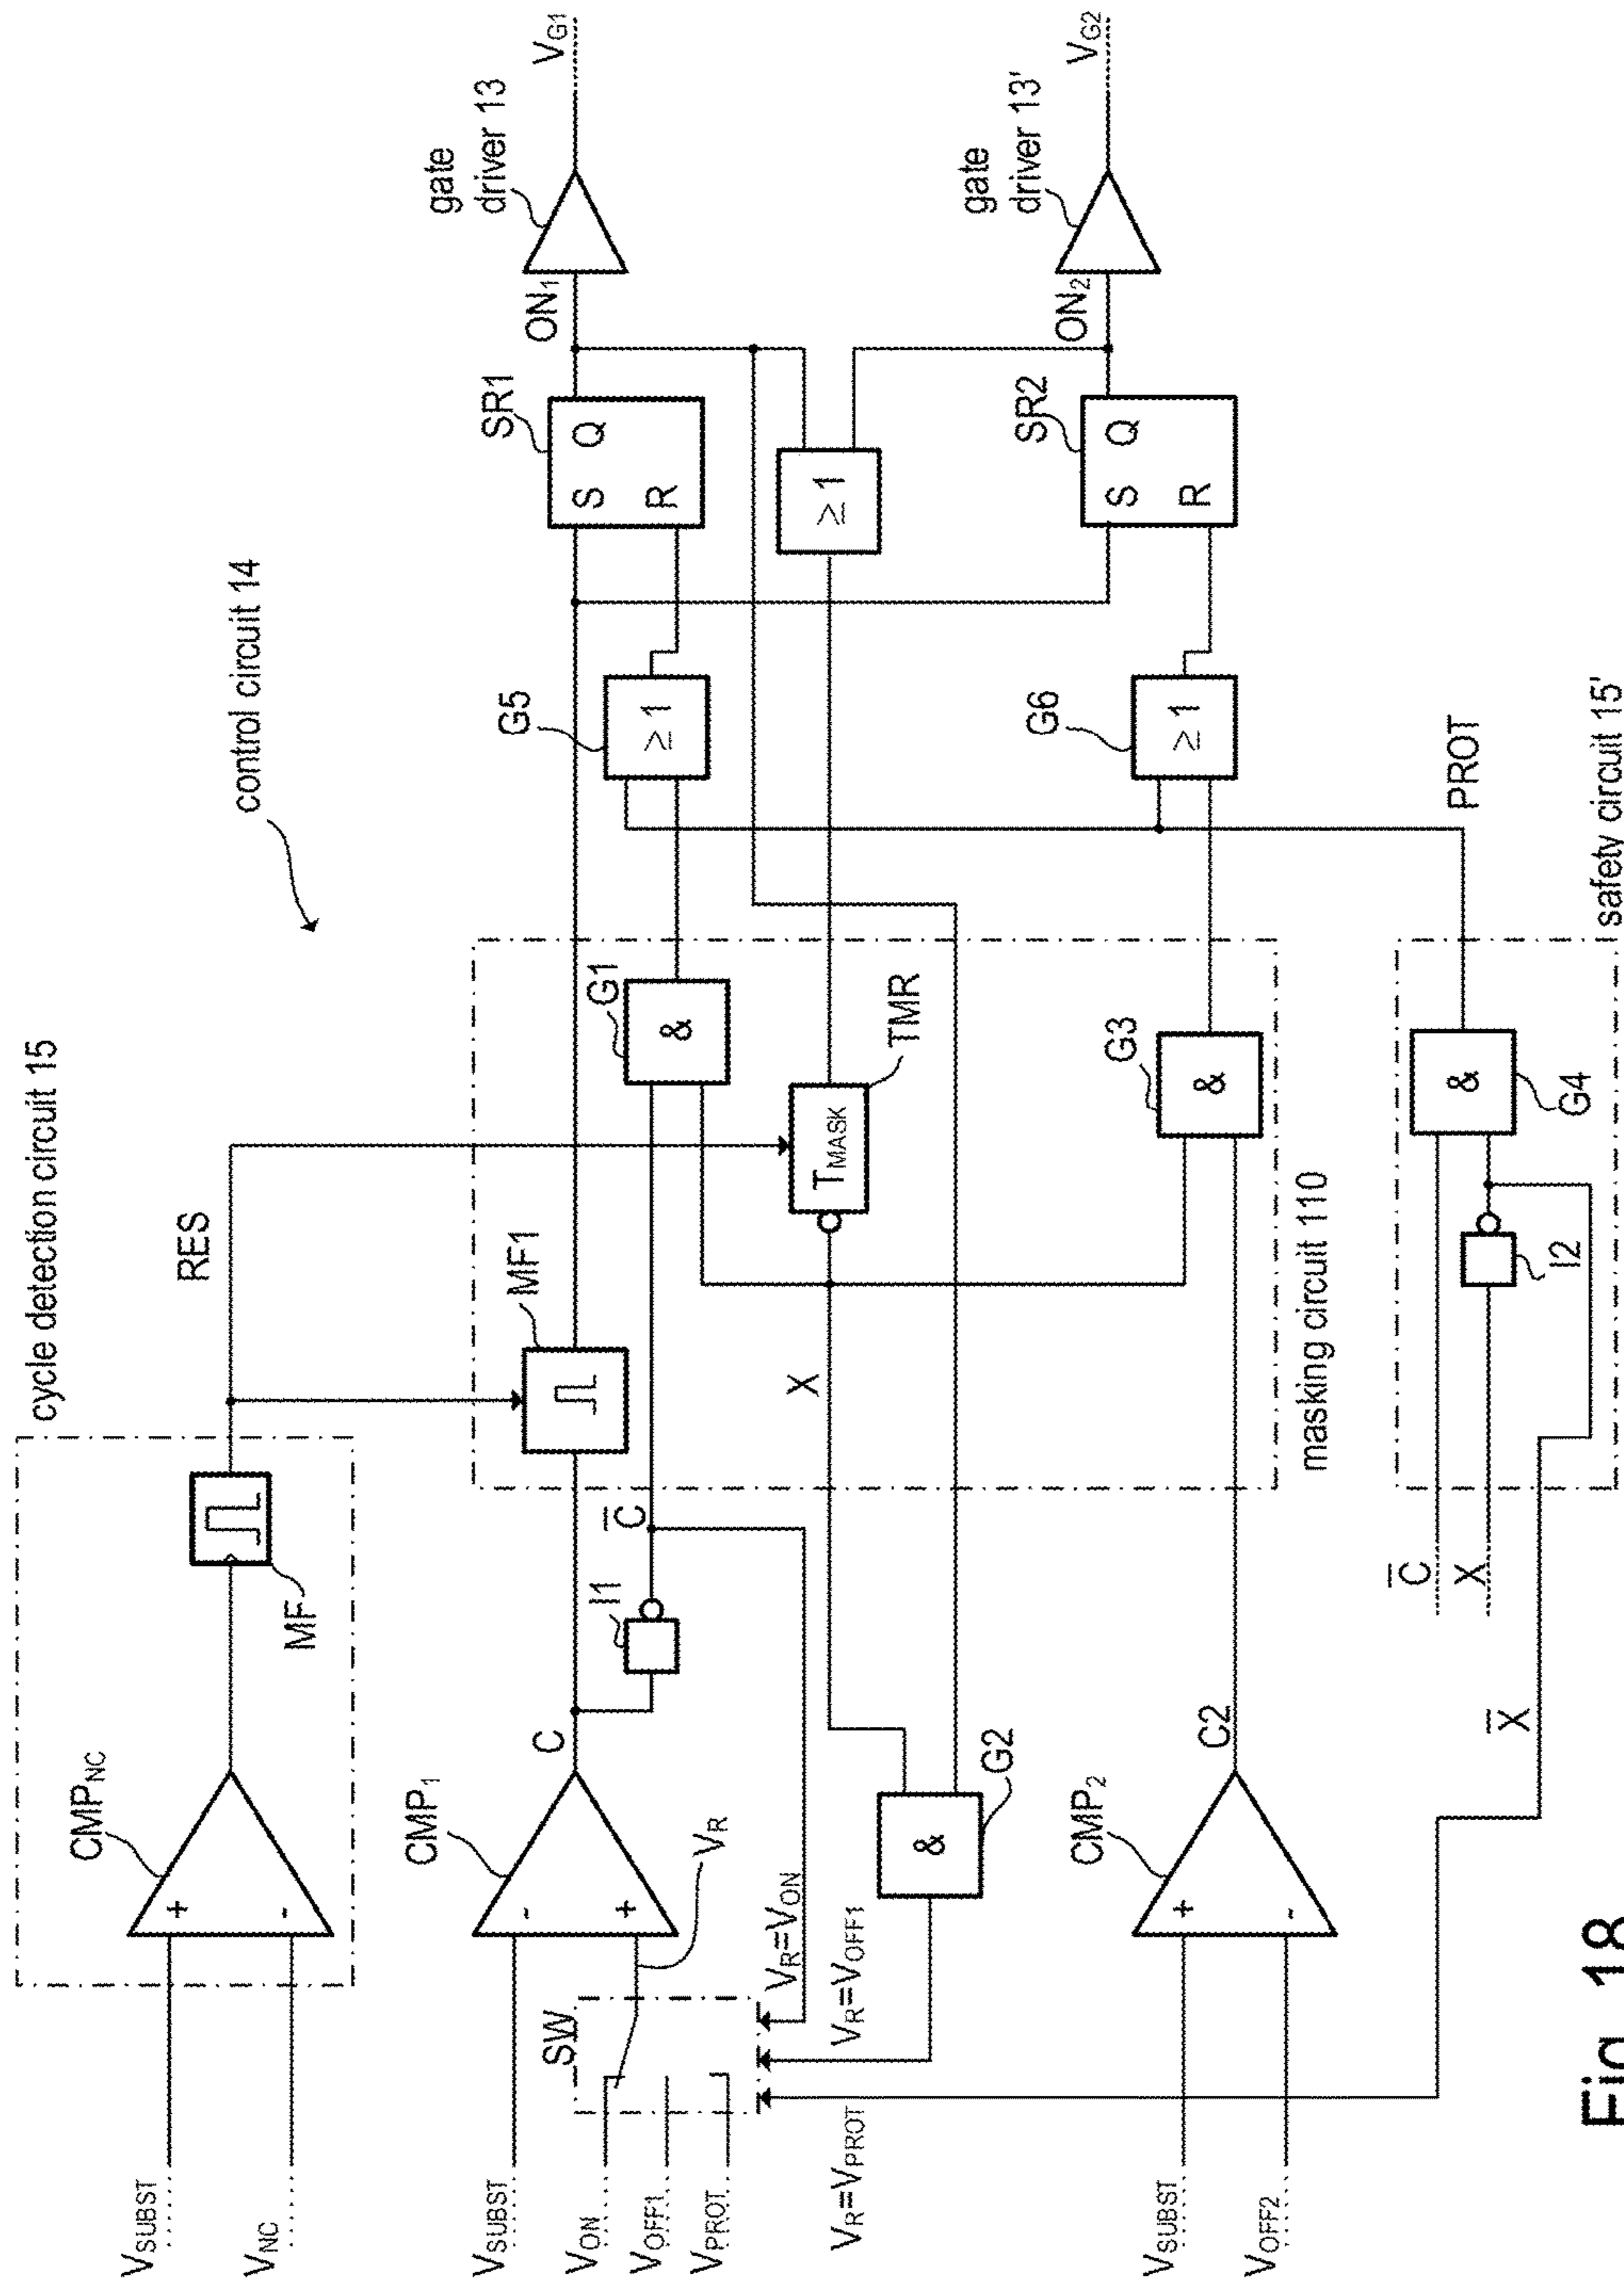 control circuit 14
cycle detection circuit 15
CMPNC
+
-
MF
RES
VSUBST
VNC
VSUBST
VON
VOFF1
VPROT
SW
VR
CMP1
-
+
C
I1
C̅
MF1
G1
&
G5
≥ 1
SR1
S Q
R
ON1
gate
driver 13
VG1
VR=VON
VR=VOFF1
VR=VPROT
&
G2
X
TMASK
TMR
≥ 1
masking circuit 110
VSUBST
VOFF2
CMP2
+
-
C2
G3
&
G6
≥ 1
SR2
S Q
R
ON2
gate
driver 13'
VG2
C̅
X
X̅
I2
&
G4
PROT
safety circuit 15'
Fig. 18